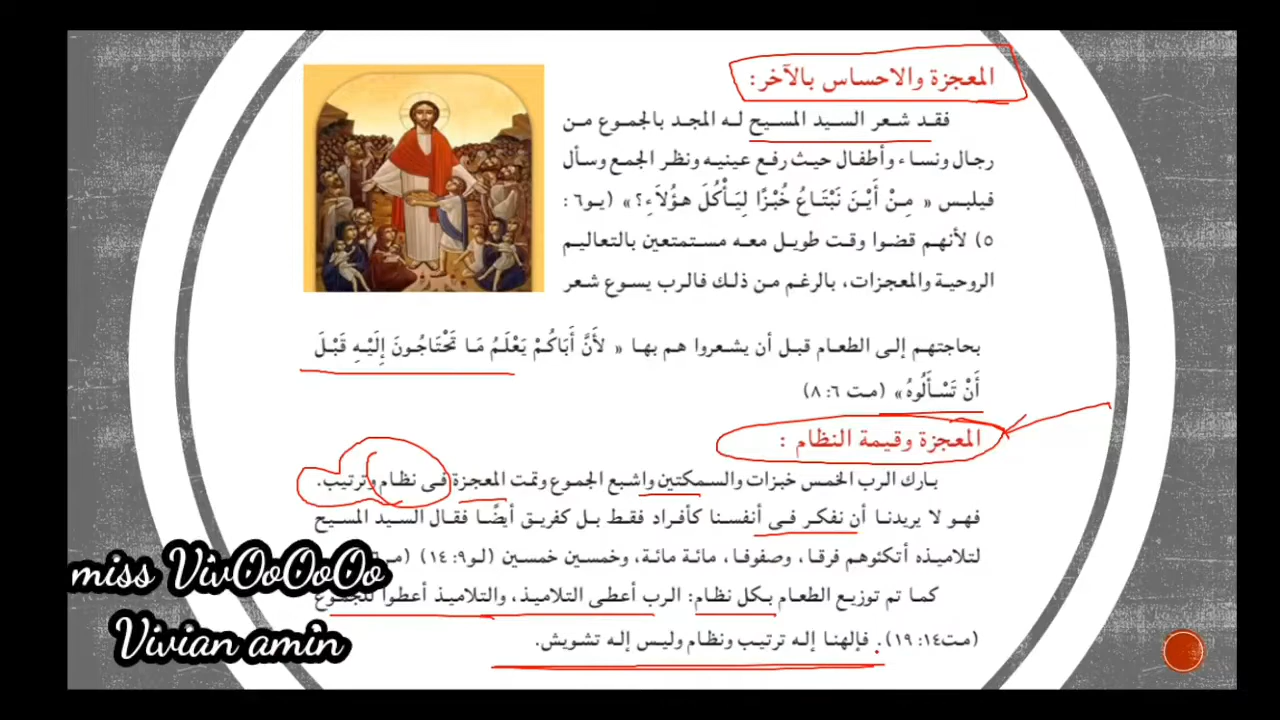 المعجزة والاحساس بالآخر:
فقد شعر السيد المسيح له المجد بالجموع من
رجال ونساء وأطفال حيث رفع عينيه ونظر الجمع وسأل
فيلبس « مِنْ أَيْنَ نَبْتَاعُ خُبْزًا لِيَأْكُلَ هؤُلاَءِ؟ » (يو٦:
٥) لأنهم قضوا وقت طويل معه مستمتعين بالتعاليم
الروحية والمعجزات، بالرغم من ذلك فالرب يسوع شعر
بحاجتهم إلى الطعام قبل أن يشعروا هم بها « لأَنَّ أَبَاكُمْ يَعْلَمُ مَا تَحْتَاجُونَ إِلَيْهِ قَبْلَ
أَنْ تَسْأَلُوهُ» (مت ٦: ٨)
المعجزة وقيمة النظام :
بارك الرب الخمس خبزات والسمكتين واشبع الجموع وتمت المعجزة فى نظام وترتيب.
فهو لا يريدنا أن نفكر فى أنفسنا كأفراد فقط بل كفريق أيضًا فقال السيد المسيح
لتلاميذه أتكئوهم فرقا، وصفوفا، مائة مائة، وخمسين خمسين (لو٩: ١٤)
كما تم توزيع الطعام بكل نظام: الرب أعطى التلاميذ، والتلاميذ أعطوا للجموع
(مت١٤: ١٩). فإلهنا إله ترتيب ونظام وليس إله تشويش.
miss VivOoOoOo
Vivian amin